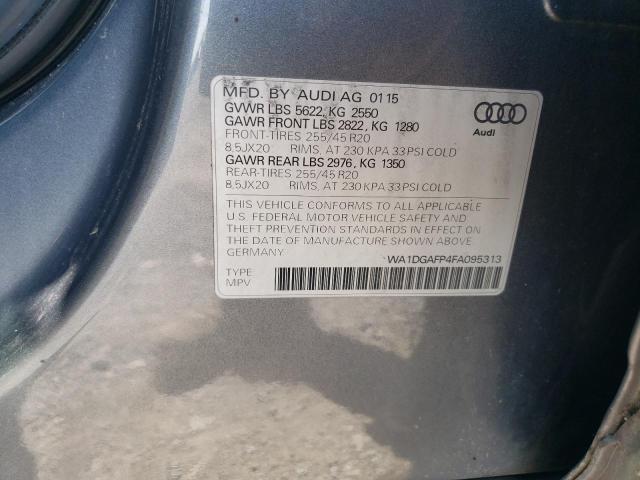 MFD. BY AUDI AG 01 15
GVWR LBS 5622, KG 2550
GAWR FRONT LBS 2822, KG 1280
FRONT-TIRES 255/45 R20
8.5JX20 RIMS, AT 230 KPA 33 PSI COLD
GAWR REAR LBS 2976, KG 1350
REAR-TIRES 255/45 R20
8.5JX20 RIMS, AT 230 KPA 33 PSI COLD
Audi
THIS VEHICLE CONFORMS TO ALL APPLICABLE
U.S. FEDERAL MOTOR VEHICLE SAFETY AND
THEFT PREVENTION STANDARDS IN EFFECT ON
THE DATE OF MANUFACTURE SHOWN ABOVE.
GERMANY
WA1DGAFP4FA095313
TYPE
MPV